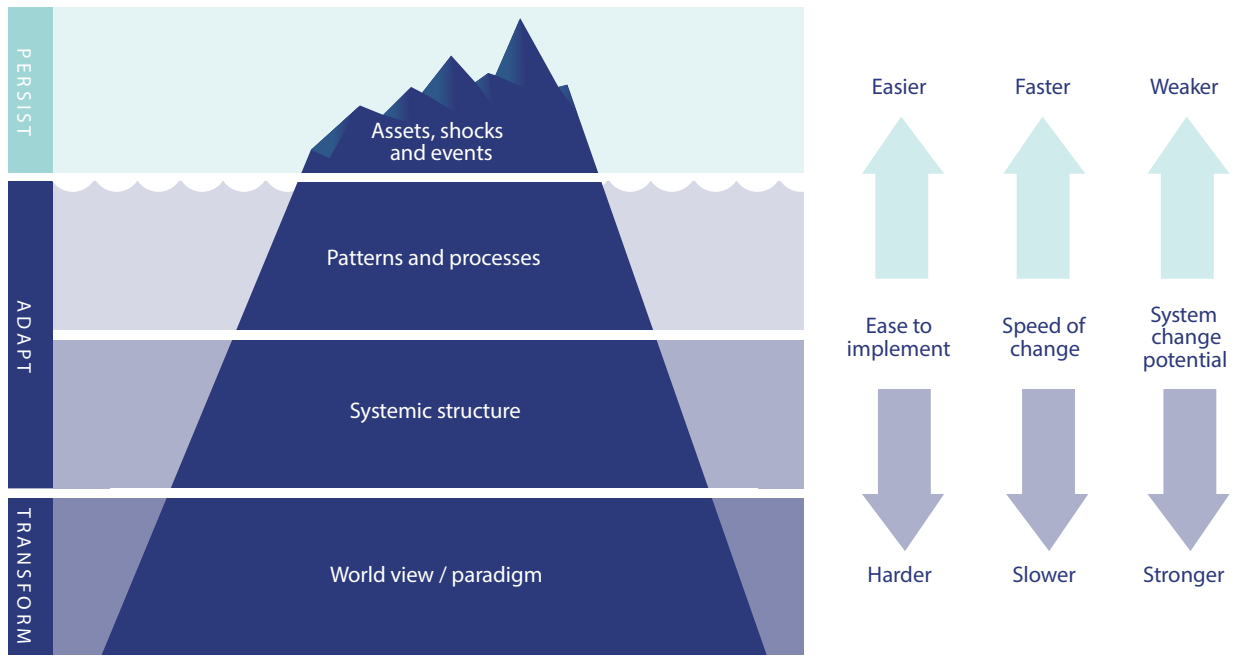 PERSIST
Assets, shocks
and events
ADAPT
Patterns and processes
Systemic structure
TRANSFORM
World view / paradigm
Easier
Faster
Weaker
Ease to
implement
Speed of
change
System
change
potential
Harder
Slower
Stronger